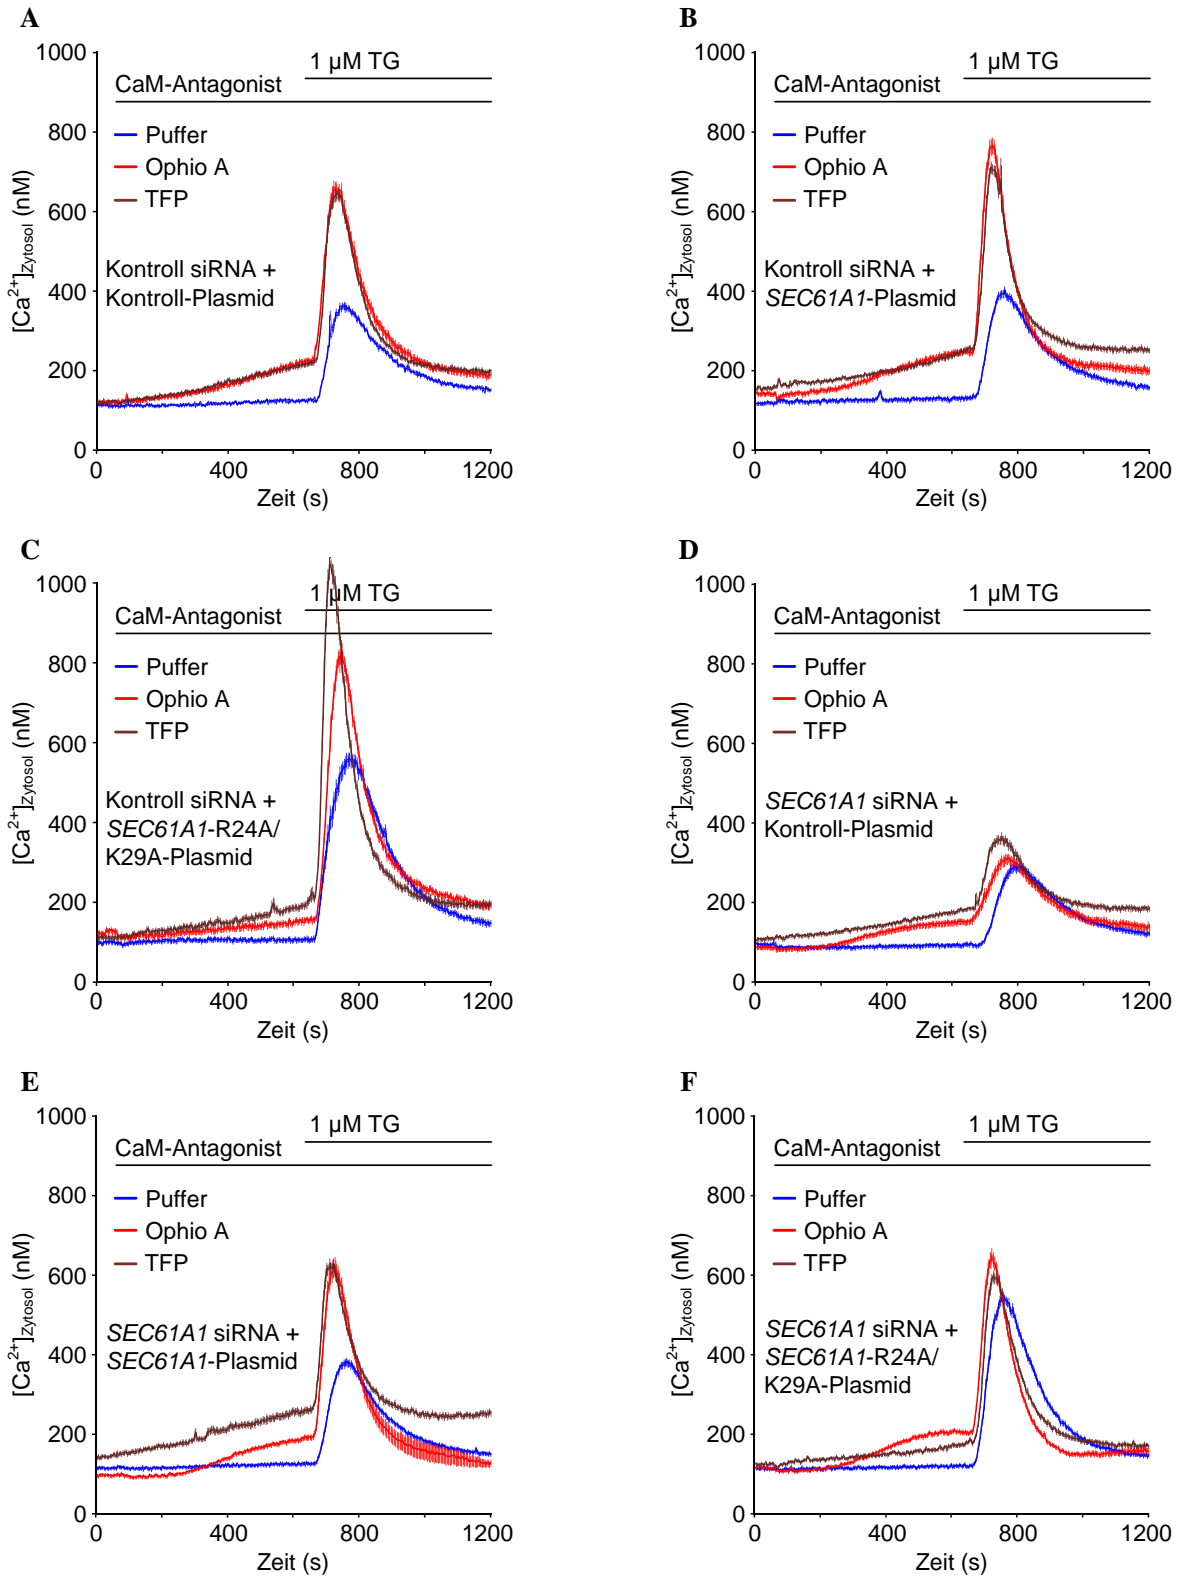 A
1000
800
600
400
200
0
[Ca²⁺]Zytosol (nM)
1 µM TG
CaM-Antagonist
Puffer
Ophio A
TFP
Kontroll siRNA +
Kontroll-Plasmid
0
400
800
1200
Zeit (s)
B
1000
800
600
400
200
0
[Ca²⁺]Zytosol (nM)
1 µM TG
CaM-Antagonist
Puffer
Ophio A
TFP
Kontroll siRNA +
SEC61A1-Plasmid
0
400
800
1200
Zeit (s)
C
1000
800
600
400
200
0
[Ca²⁺]Zytosol (nM)
1 µM TG
CaM-Antagonist
Puffer
Ophio A
TFP
Kontroll siRNA +
SEC61A1-R24A/
K29A-Plasmid
0
400
800
1200
Zeit (s)
D
1000
800
600
400
200
0
[Ca²⁺]Zytosol (nM)
1 µM TG
CaM-Antagonist
Puffer
Ophio A
TFP
SEC61A1 siRNA +
Kontroll-Plasmid
0
400
800
1200
Zeit (s)
E
1000
800
600
400
200
0
[Ca²⁺]Zytosol (nM)
1 µM TG
CaM-Antagonist
Puffer
Ophio A
TFP
SEC61A1 siRNA +
SEC61A1-Plasmid
0
400
800
1200
Zeit (s)
F
1000
800
600
400
200
0
[Ca²⁺]Zytosol (nM)
1 µM TG
CaM-Antagonist
Puffer
Ophio A
TFP
SEC61A1 siRNA +
SEC61A1-R24A/
K29A-Plasmid
0
400
800
1200
Zeit (s)